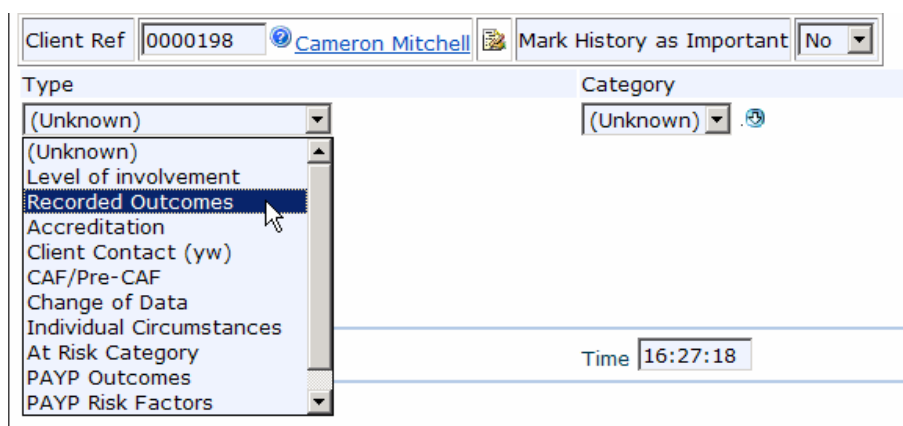 Client Ref 0000198 Cameron Mitchell Mark History as Important No
Type Category
(Unknown) (Unknown) .
(Unknown)
Level of involvement
Recorded Outcomes
Accreditation
Client Contact (yw)
CAF/Pre-CAF
Change of Data
Individual Circumstances
At Risk Category Time 16:27:18
PAYP Outcomes
PAYP Risk Factors